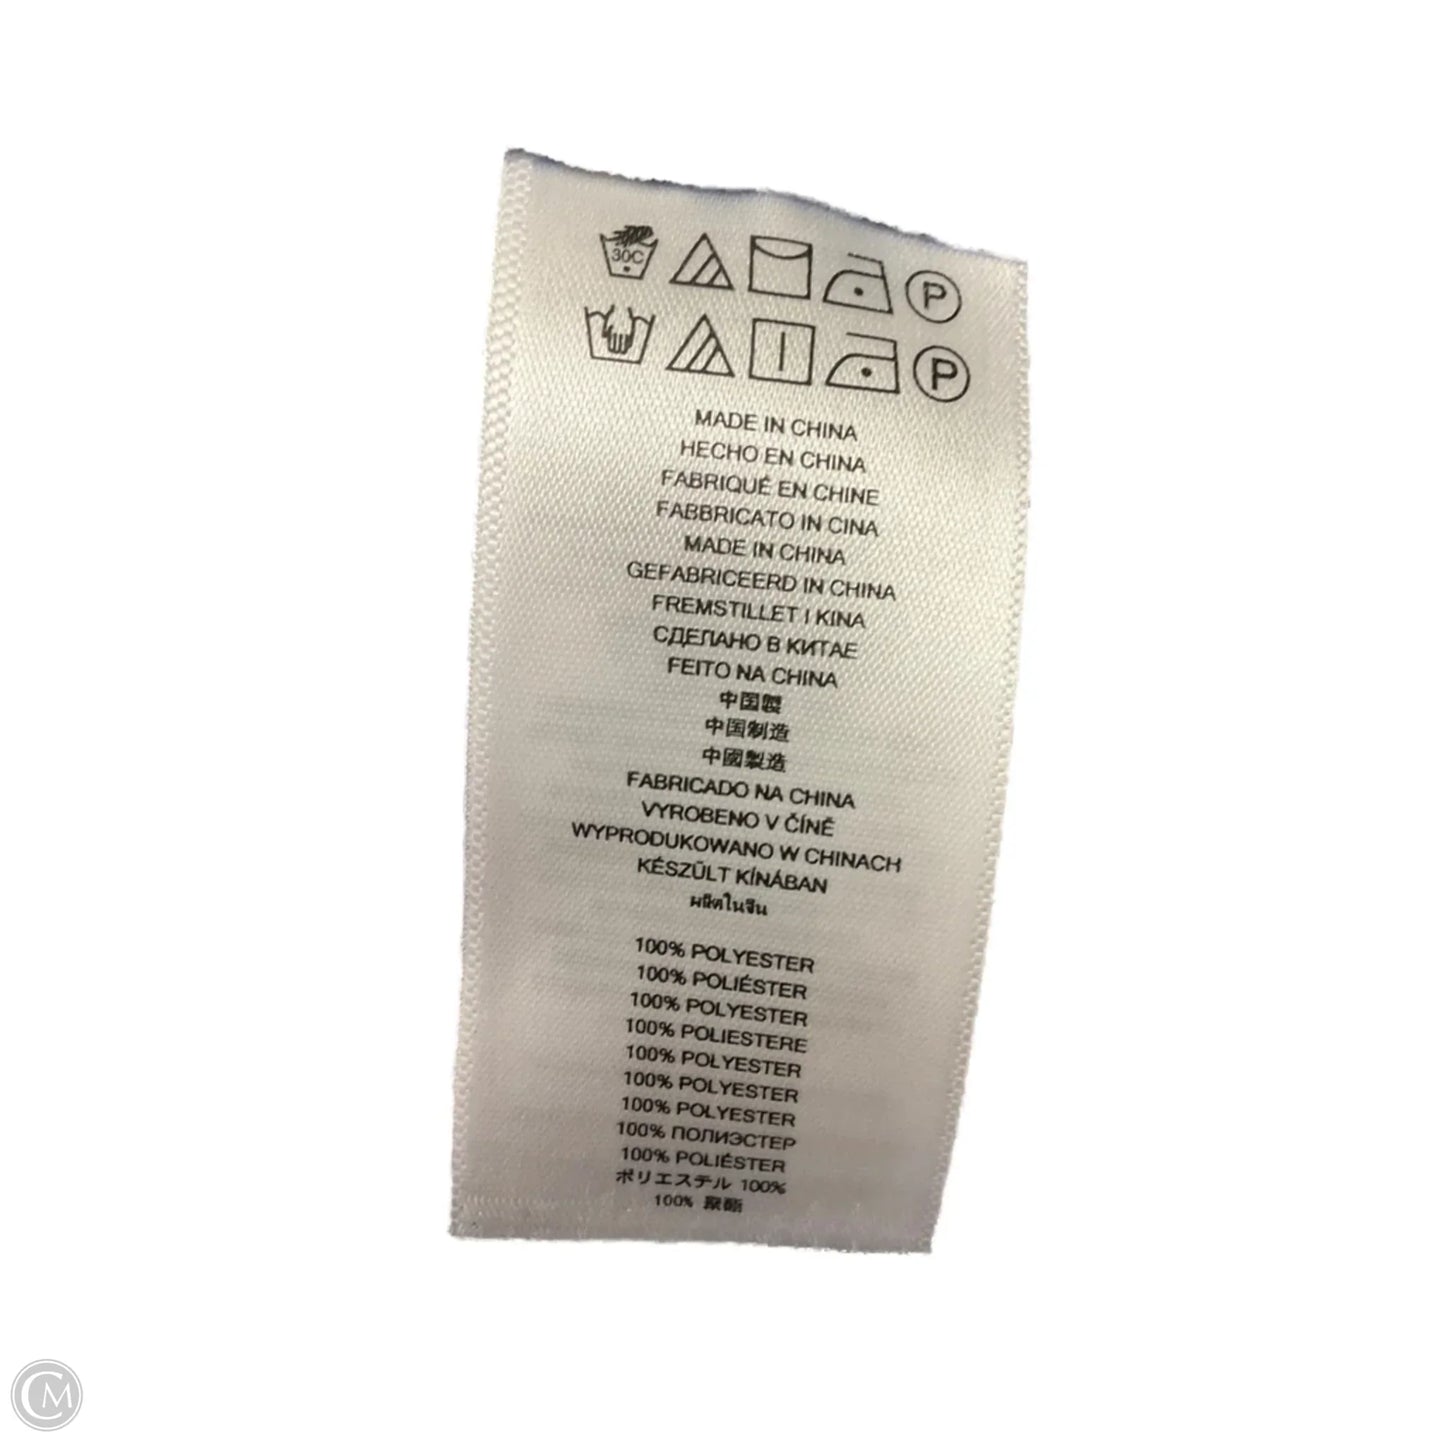 30C
P
P
MADE IN CHINA
HECHO EN CHINA
FABRIQUÉ EN CHINE
FABBRICATO IN CINA
MADE IN CHINA
GEFABRICEERD IN CHINA
FREMSTILLET I KINA
СДЕЛАНО В КИТАЕ
FEITO NA CHINA
中国製
中国制造
中國製造
FABRICADO NA CHINA
VYROBENO V ČÍNĚ
WYPRODUKOWANO W CHINACH
KÉSZÜLT KÍNÁBAN
ผลิตในจีน
100% POLYESTER
100% POLIÉSTER
100% POLYESTER
100% POLIESTERE
100% POLYESTER
100% POLYESTER
100% POLYESTER
100% ПОЛИЭСТЕР
100% POLIÉSTER
ポリエステル 100%
100% 聚酯
CM